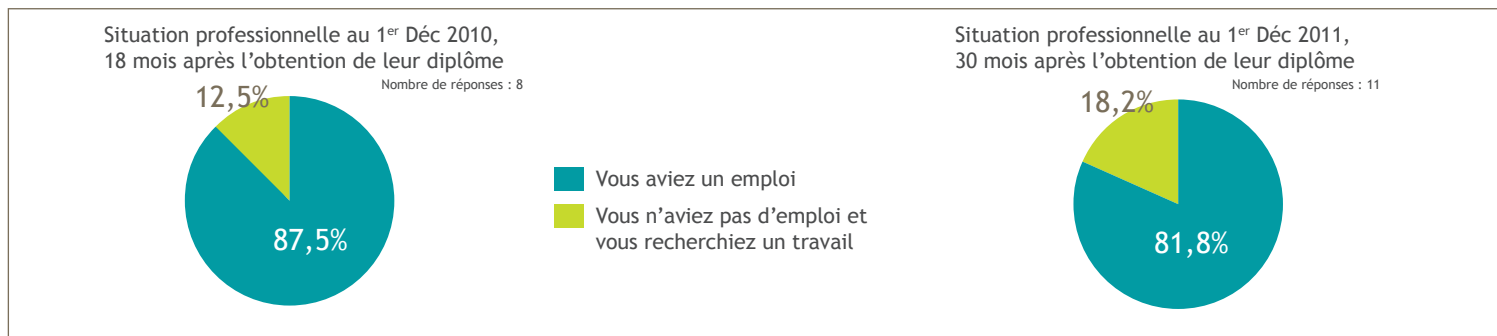 Situation professionnelle au 1er Déc 2010,
18 mois après l’obtention de leur diplôme
Nombre de réponses : 8
12,5%
87,5%
Vous aviez un emploi
Vous n’aviez pas d’emploi et
vous recherchiez un travail
Situation professionnelle au 1er Déc 2011,
30 mois après l’obtention de leur diplôme
Nombre de réponses : 11
18,2%
81,8%